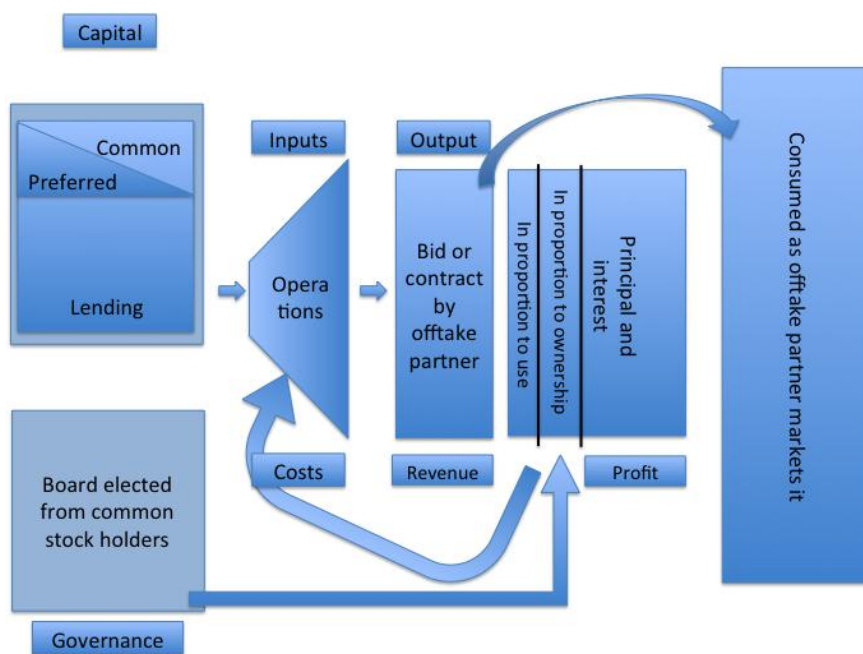 Capital
Common
Preferred
Lending
Inputs
Opera
tions
Costs
Output
Bid or
contract
by
offtake
partner
Revenue
In proportion to use
In proportion to ownership
Principal and
interest
Profit
Consumed as offtake partner markets it
Board elected
from common
stock holders
Governance